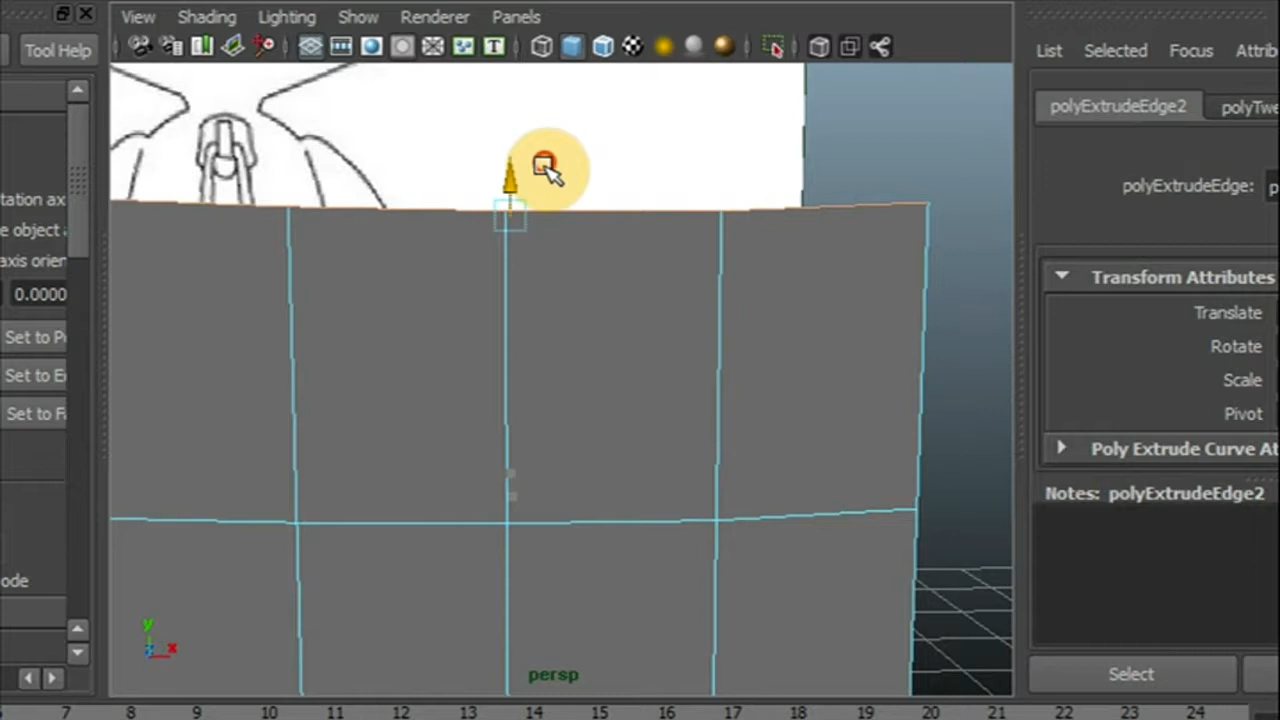 View Shading Lighting Show Renderer Panels
Tool Help
List Selected Focus Attrib
polyExtrudeEdge2 polyTwe
tation ax
e object a
axis orien
0.0000
Set to Po
Set to E
Set to Fa
ode
polyExtrudeEdge: p
Transform Attributes
Translate
Rotate
Scale
Pivot
Poly Extrude Curve At
Notes: polyExtrudeEdge2
Select
y
z x
persp
7 8 9 10 11 12 13 14 15 16 17 18 19 20 21 22 23 24